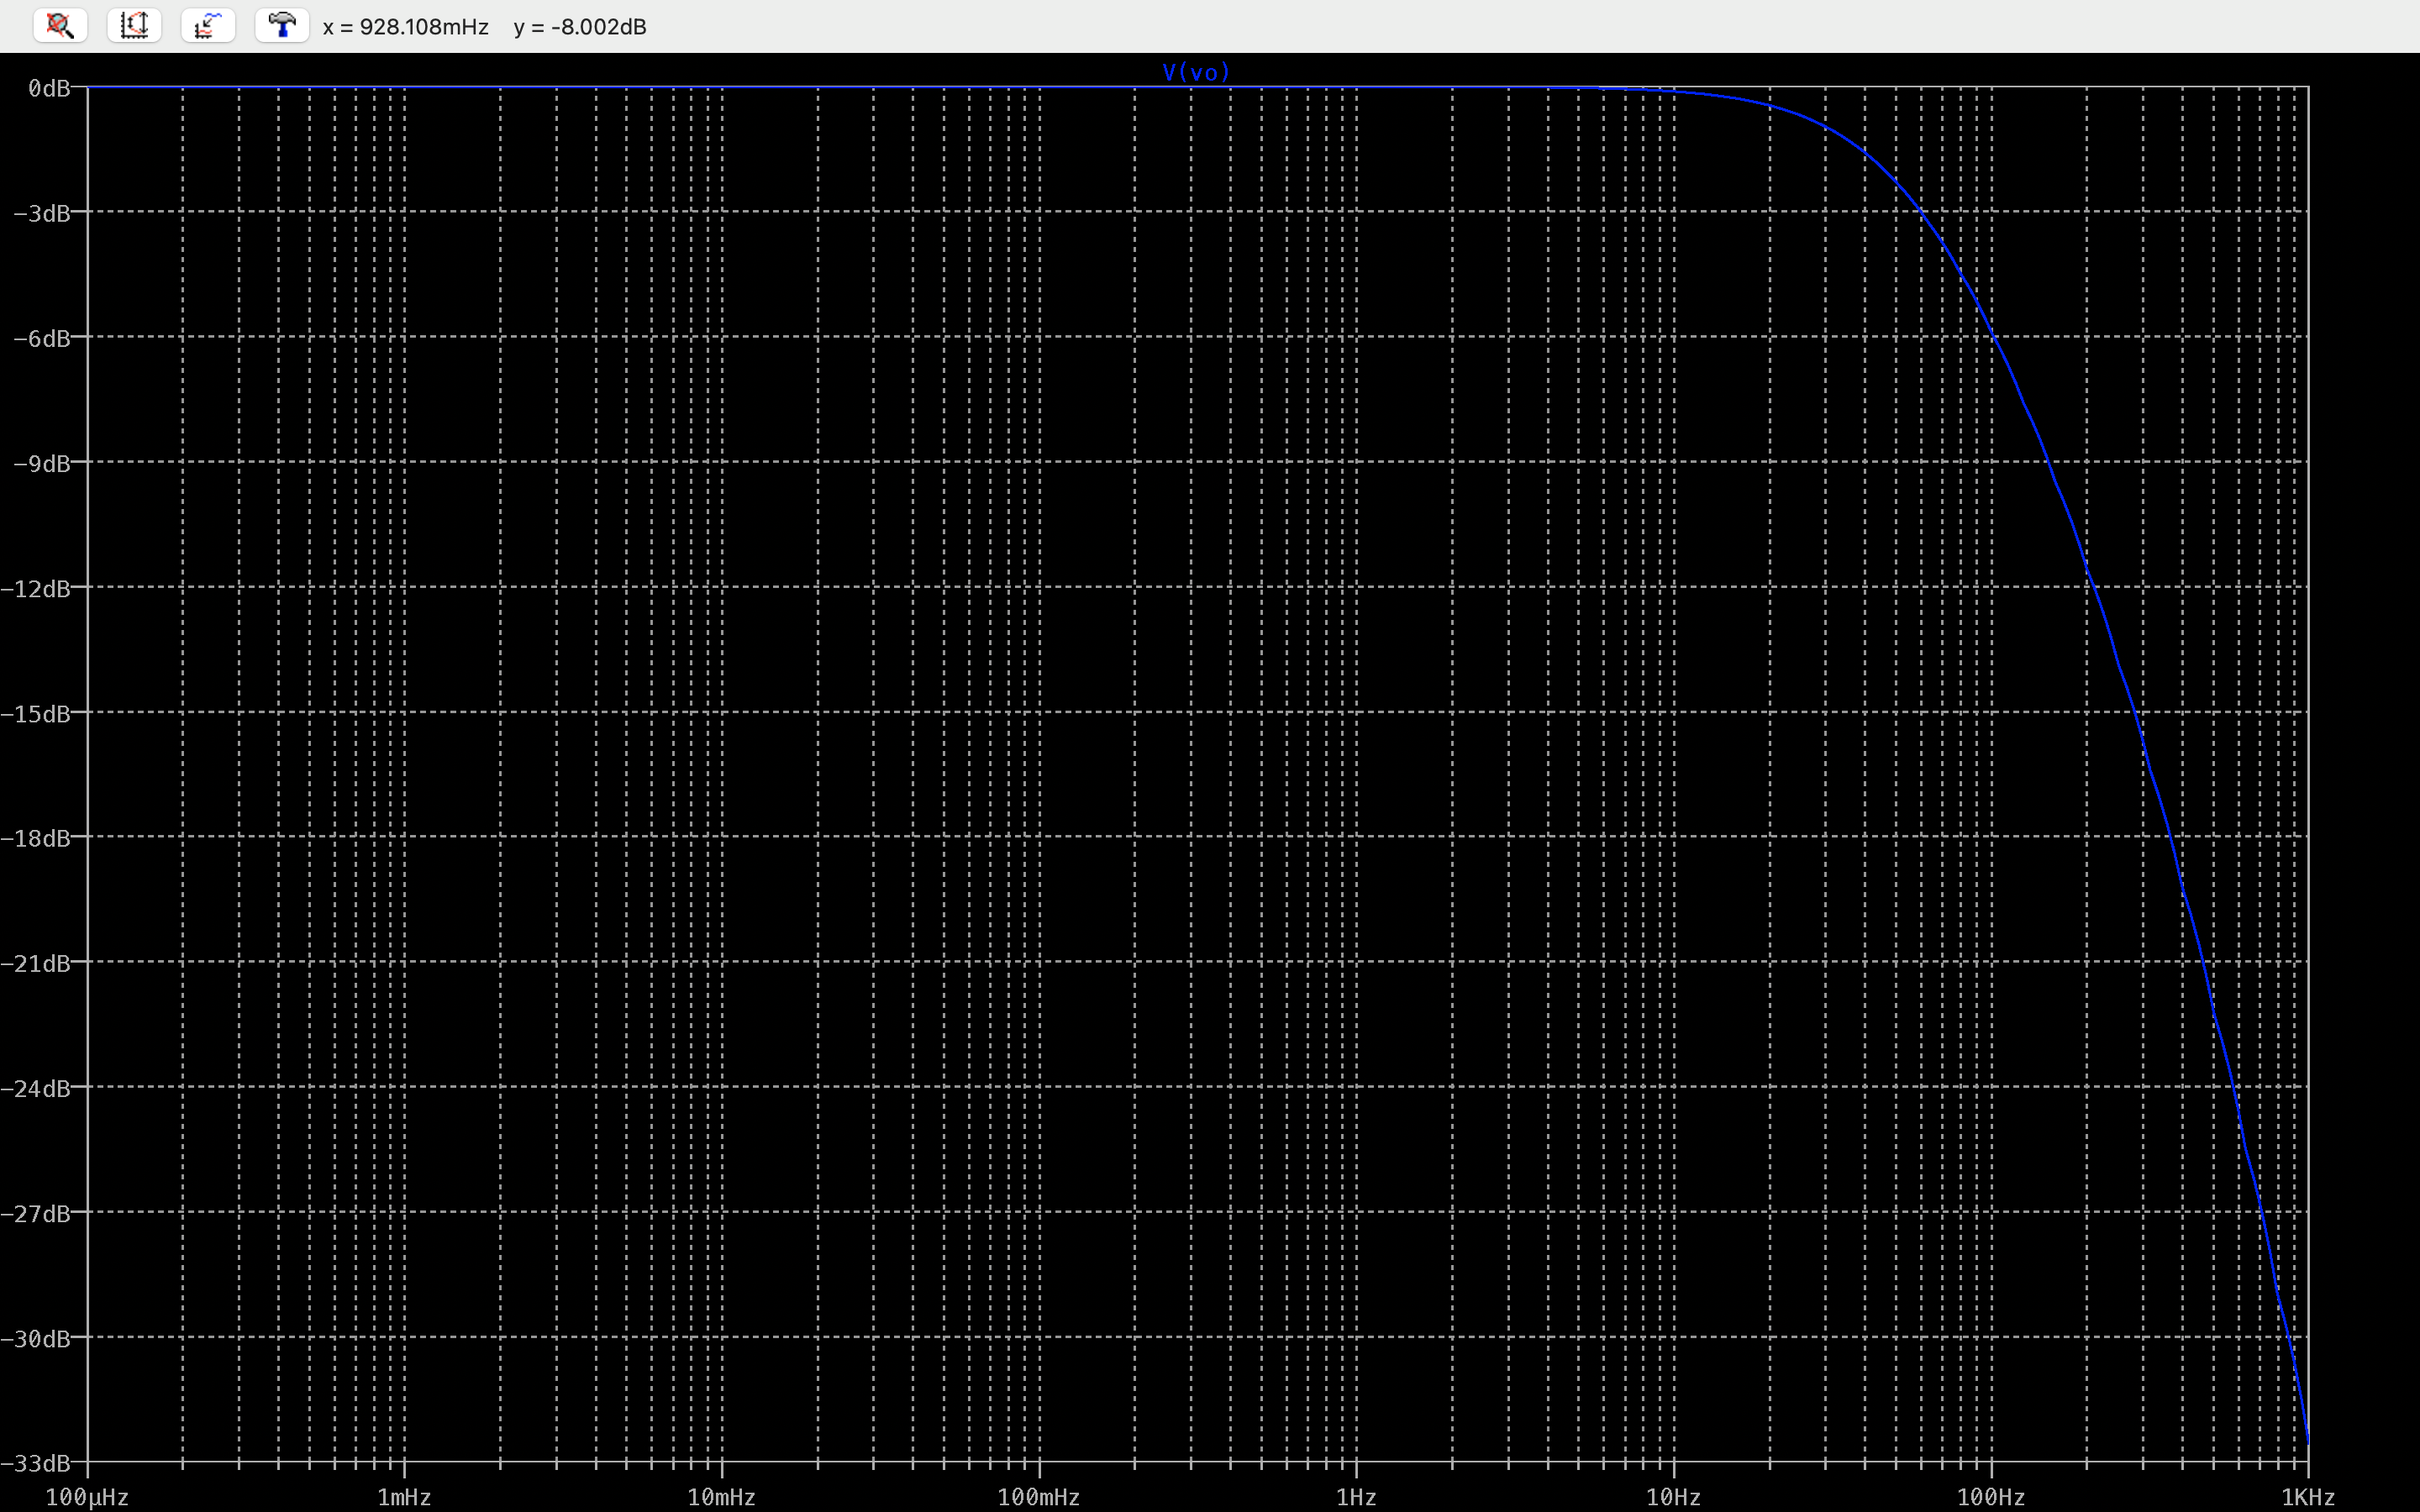 x = 928.108mHz y = -8.002dB
V(vo)
0dB
-3dB
-6dB
-9dB
-12dB
-15dB
-18dB
-21dB
-24dB
-27dB
-30dB
-33dB
100µHz 1mHz 10mHz 100mHz 1Hz 10Hz 100Hz 1KHz